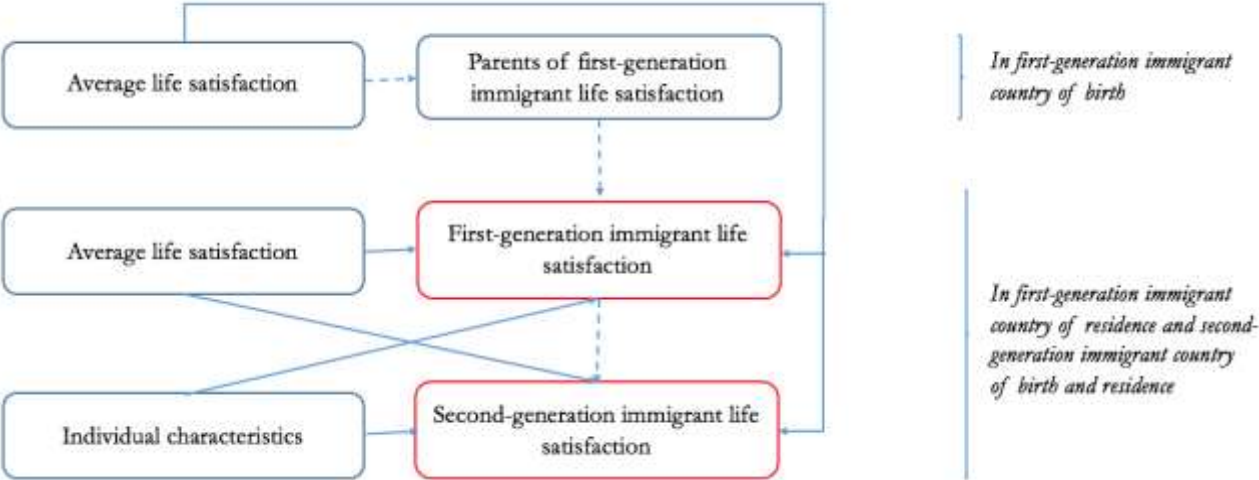 Average life satisfaction
Parents of first-generation
immigrant life satisfaction
In first-generation immigrant
country of birth
Average life satisfaction
First-generation immigrant life
satisfaction
In first-generation immigrant
country of residence and second-
generation immigrant country
of birth and residence
Individual characteristics
Second-generation immigrant life
satisfaction